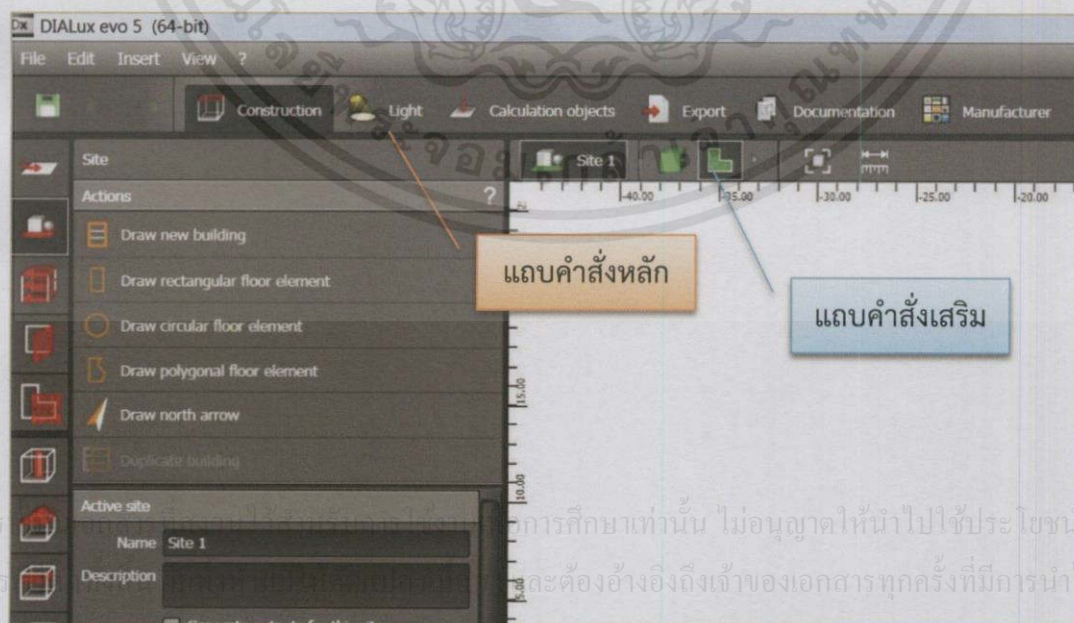 DIALux evo 5 (64-bit)
File Edit Insert View ?
Construction Light Calculation objects Export Documentation Manufacturer
Site
Site 1
Actions ?
-40.00 -35.00 -30.00 -25.00 -20.00
Draw new building
Draw rectangular floor element
Draw circular floor element
Draw polygonal floor element
Draw north arrow
Duplicate building
แถบคำสั่งหลัก
แถบคำสั่งเสริม
15.00
10.00
5.00
Active site
Name Site 1
Description
การศึกษาเท่านั้น ไม่อนุญาตให้นำไปใช้ประโยชน์
และต้องอ้างอิงถึงเจ้าของเอกสารทุกครั้งที่มีการนำ